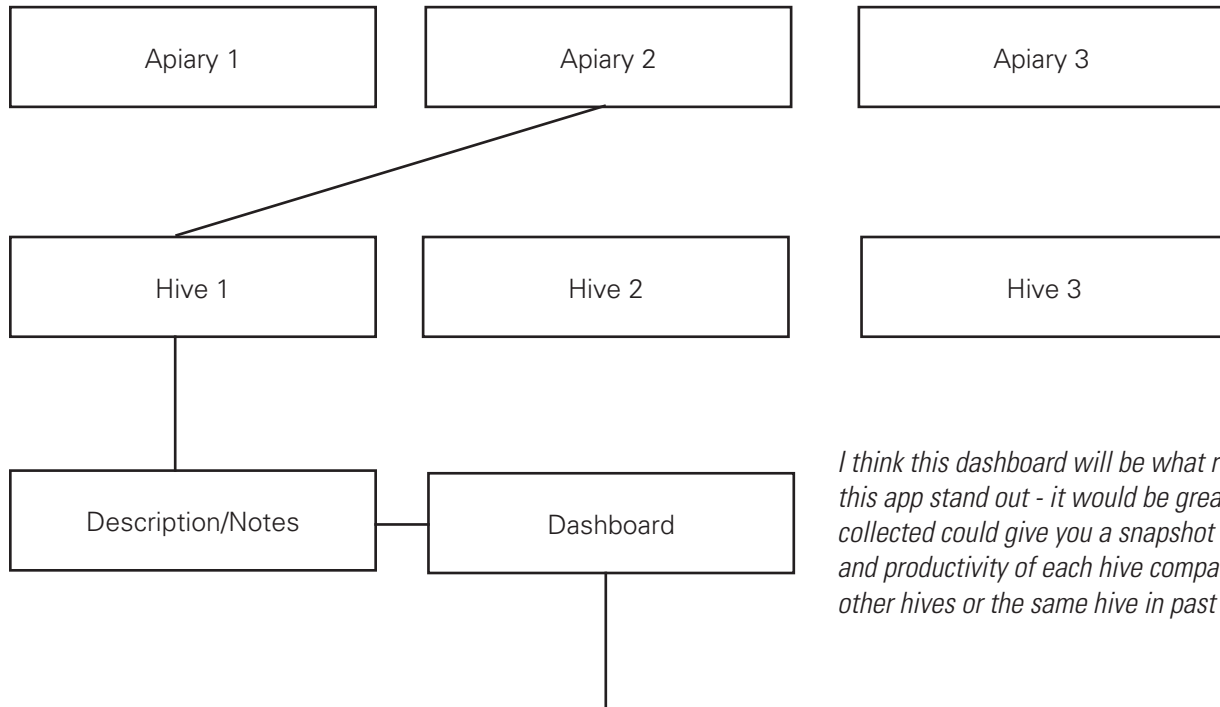 Apiary 1
Apiary 2
Apiary 3
Hive 1
Hive 2
Hive 3
Description/Notes
Dashboard
I think this dashboard will be what
this app stand out - it would be
collected could give you a snapshot
and productivity of each hive
other hives or the same hive in past